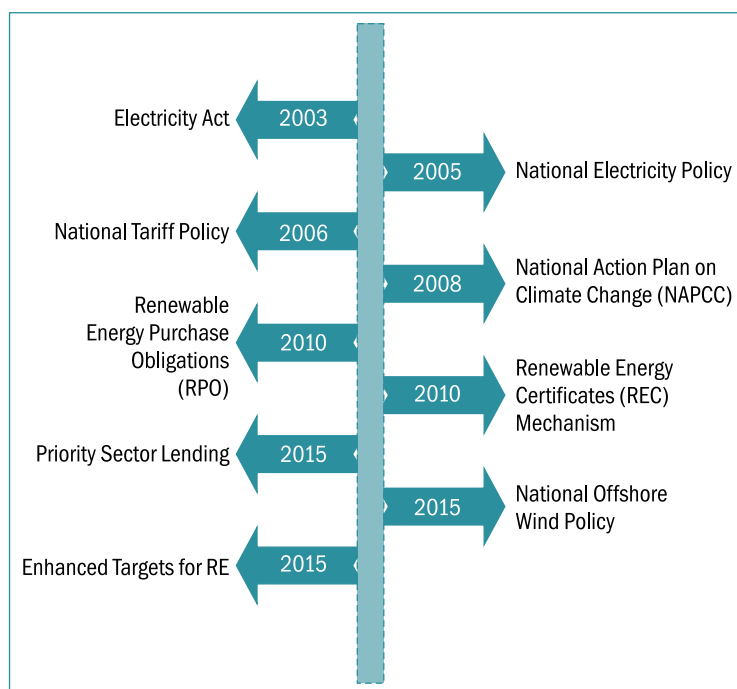 Electricity Act
2003
2005
National Electricity Policy
National Tariff Policy
2006
2008
National Action Plan on
Climate Change (NAPCC)
Renewable
Energy Purchase
Obligations
(RPO)
2010
2010
Renewable Energy
Certificates (REC)
Mechanism
Priority Sector Lending
2015
2015
National Offshore
Wind Policy
Enhanced Targets for RE
2015